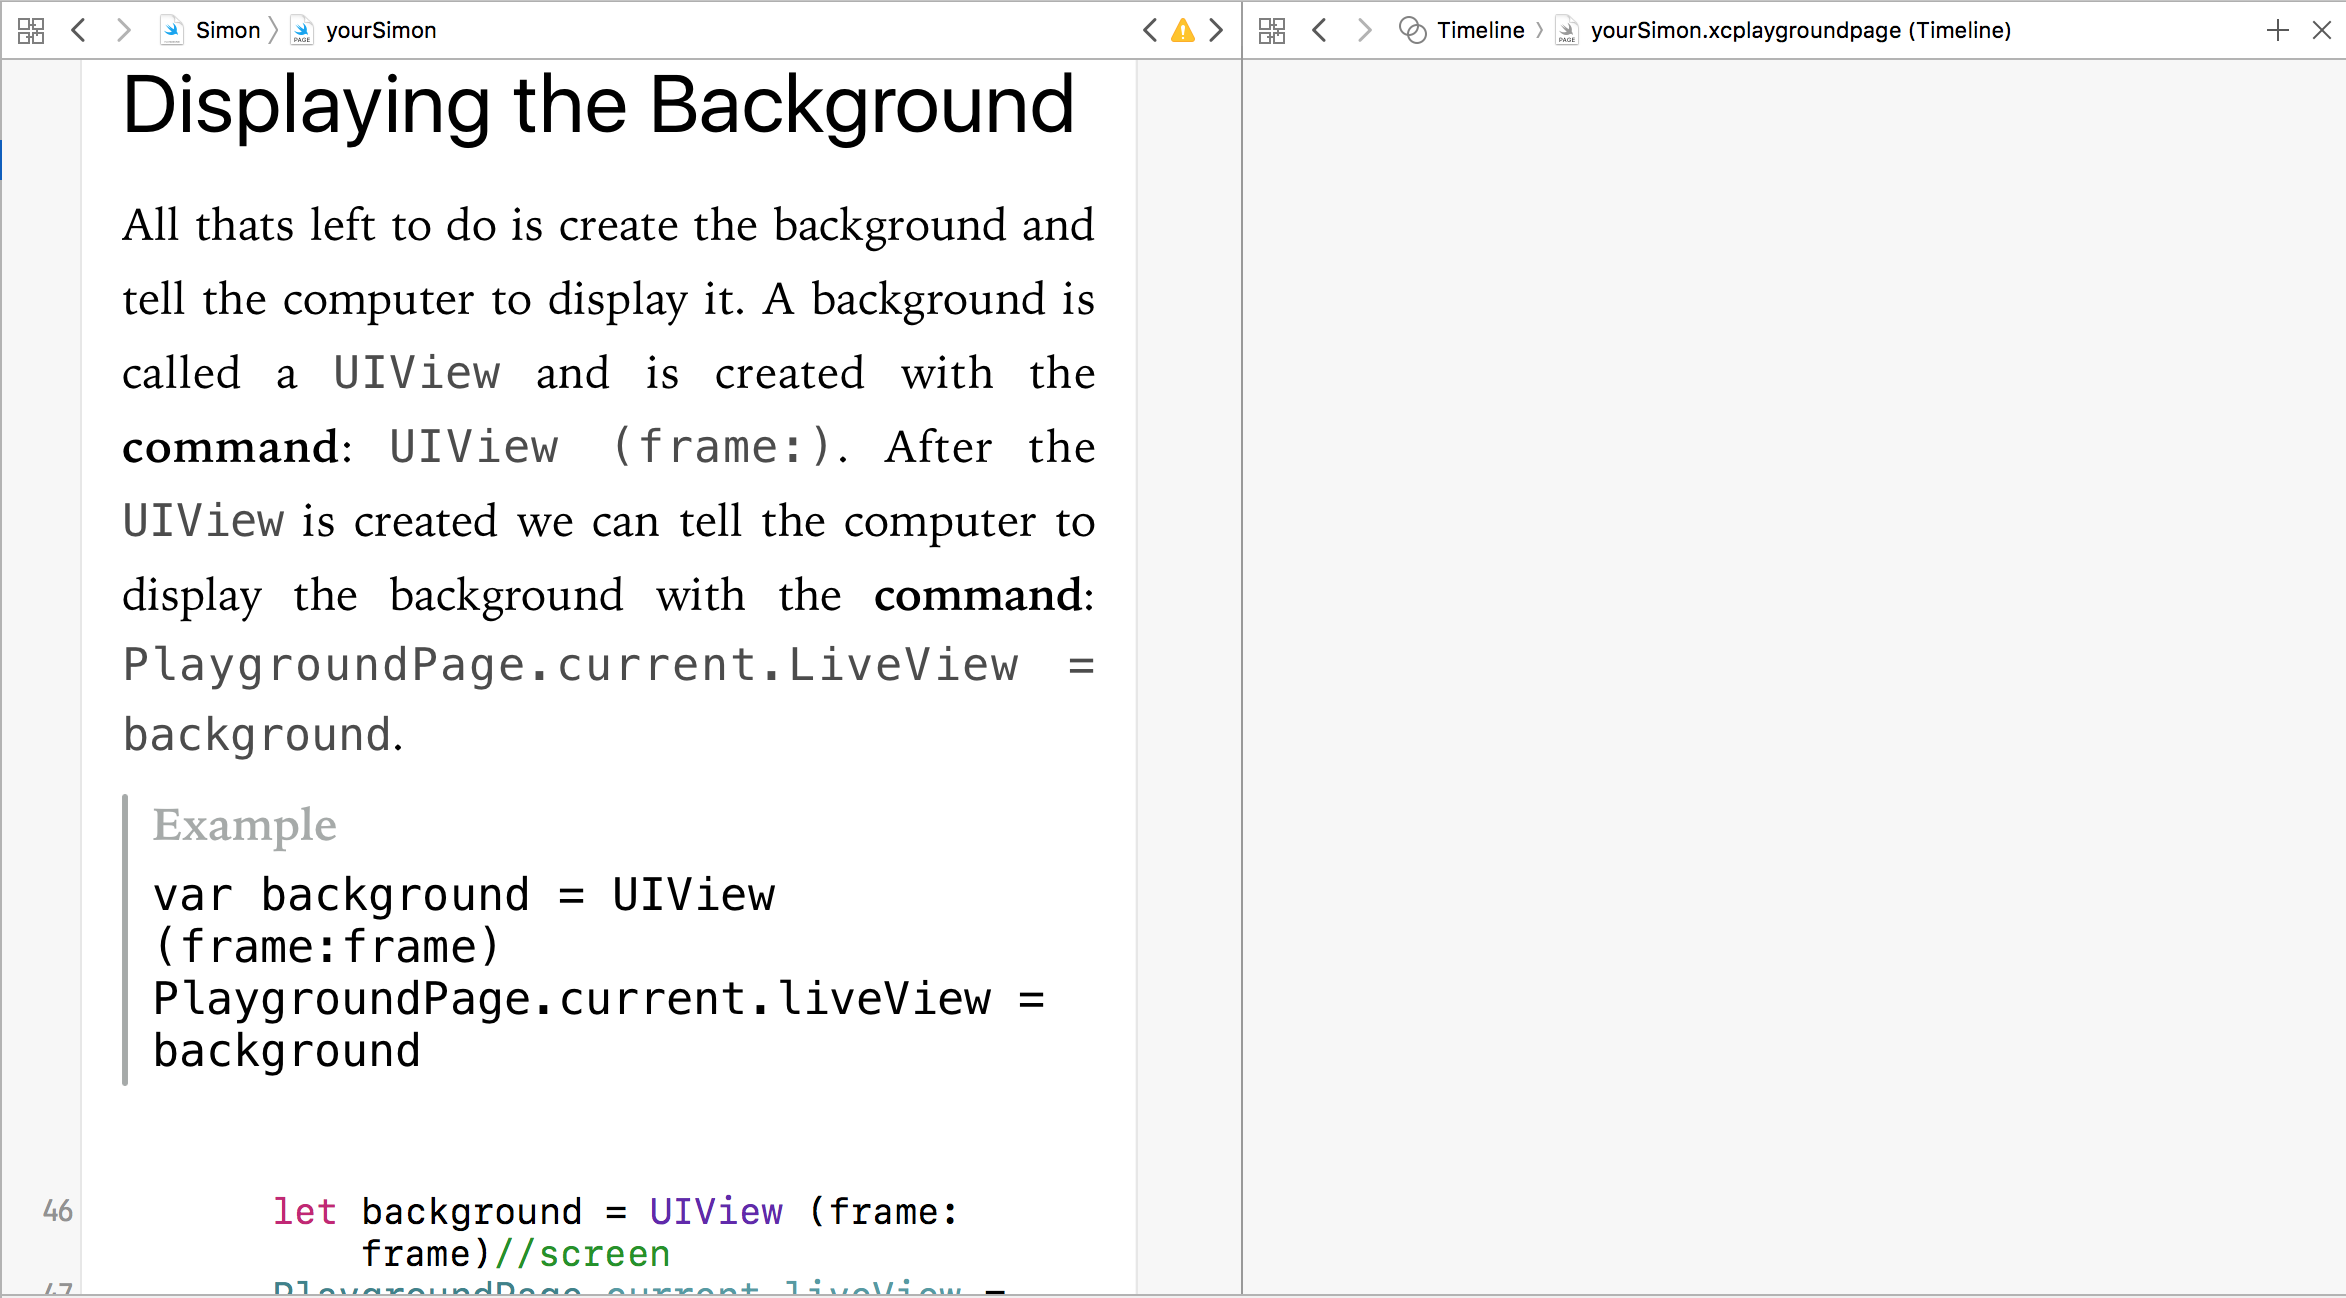 Simon yourSimon
Timeline yourSimon.xcplaygroundpage (Timeline)
Displaying the Background
All thats left to do is create the background and
tell the computer to display it. A background is
called a UIView and is created with the
command: UIView (frame:). After the
UIView is created we can tell the computer to
display the background with the command:
PlaygroundPage.current.LiveView =
background.
Example
var background = UIView
(frame:frame)
PlaygroundPage.current.liveView =
background
46 let background = UIView (frame:
frame)//screen
47 PlaygroundPage.current.liveView =